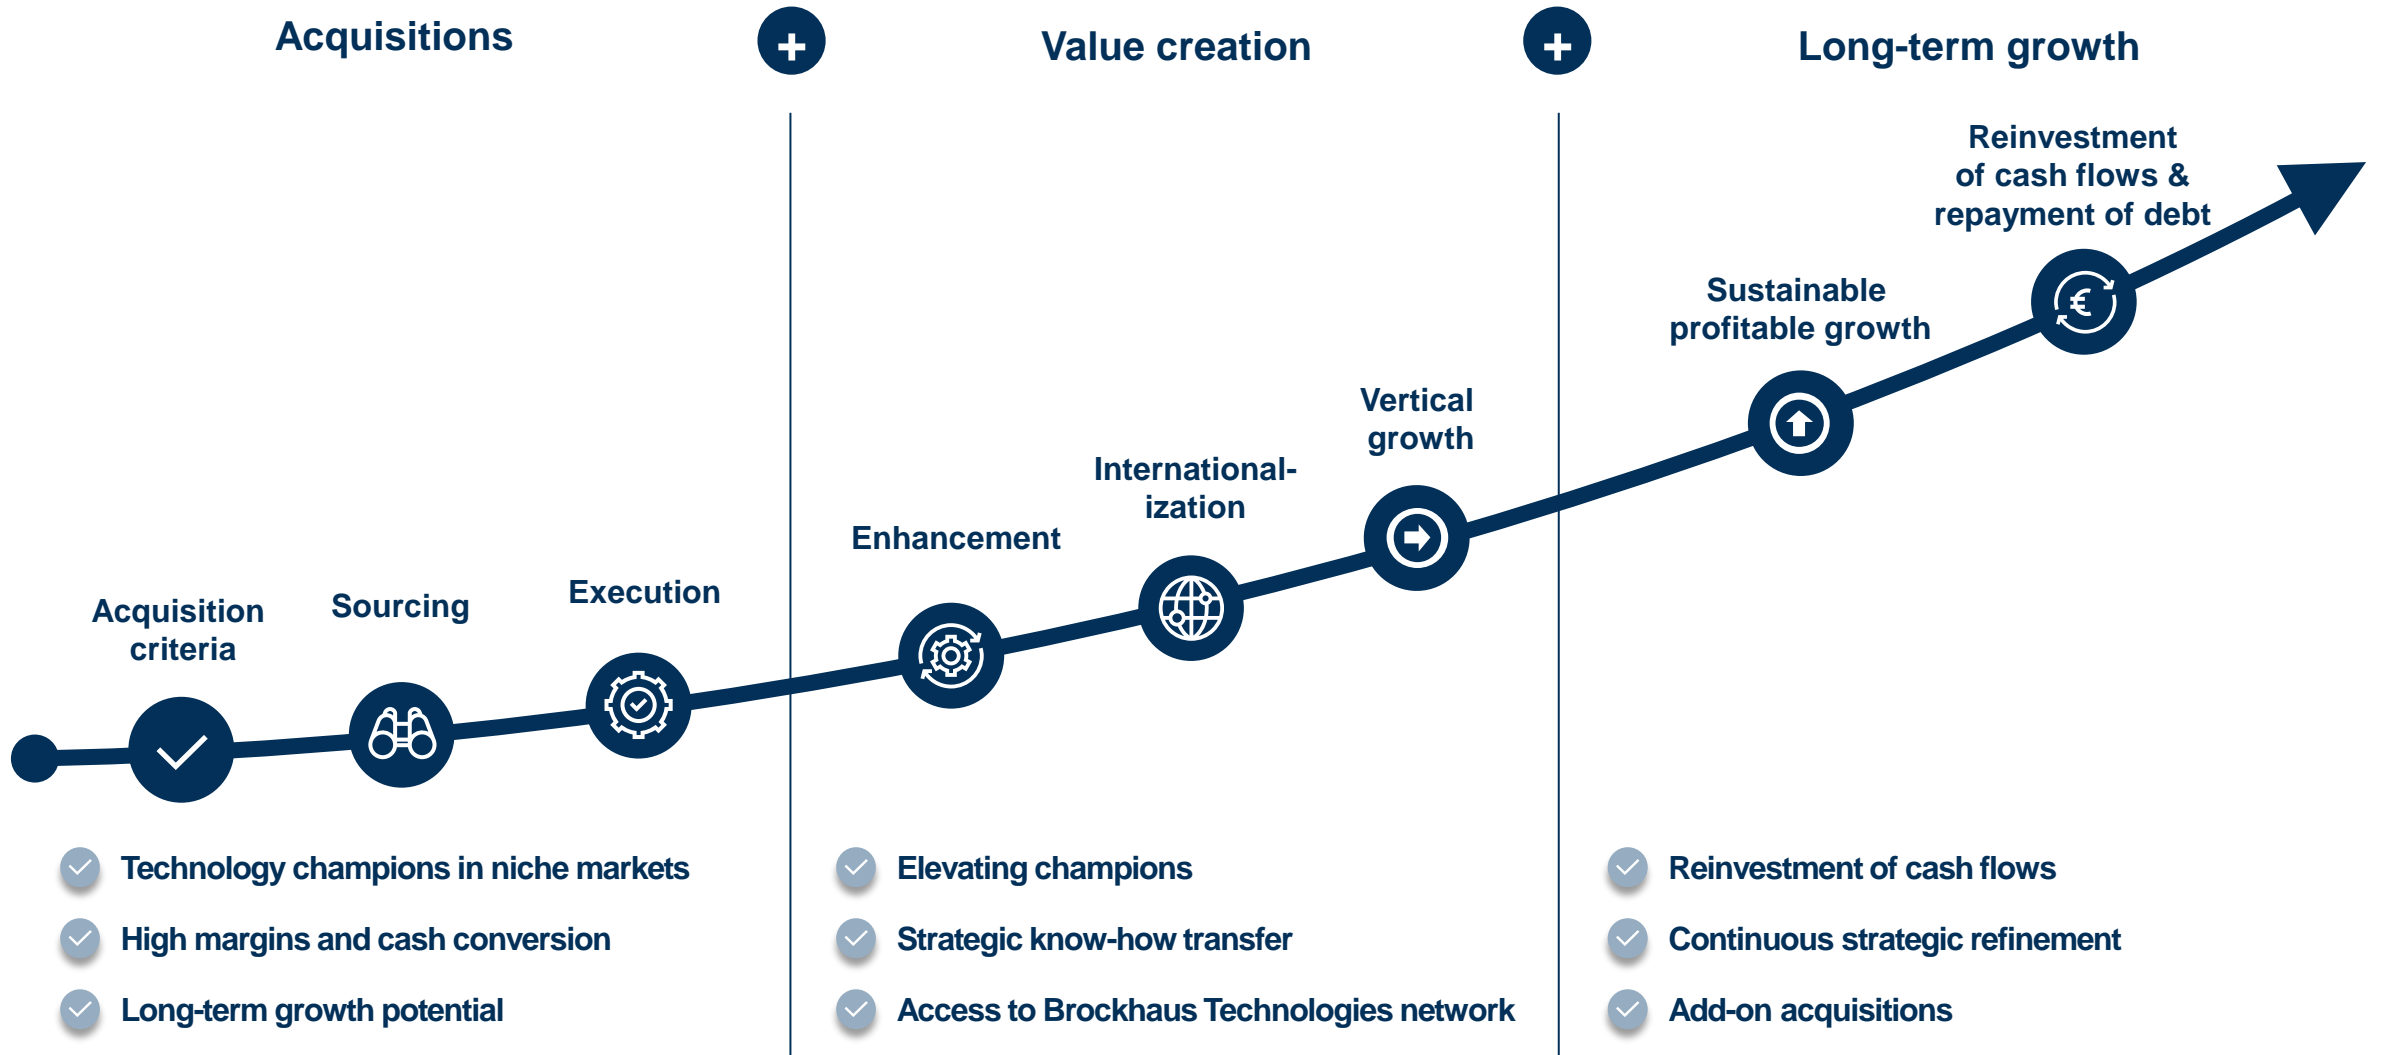 Acquisitions
Value creation
Long-term growth
Reinvestment
of cash flows &
repayment of debt
Sustainable
profitable growth
Vertical
growth
International-
ization
Enhancement
Execution
Sourcing
Acquisition
criteria
Technology champions in niche markets
High margins and cash conversion
Long-term growth potential
Elevating champions
Strategic know-how transfer
Access to Brockhaus Technologies network
Reinvestment of cash flows
Continuous strategic refinement
Add-on acquisitions